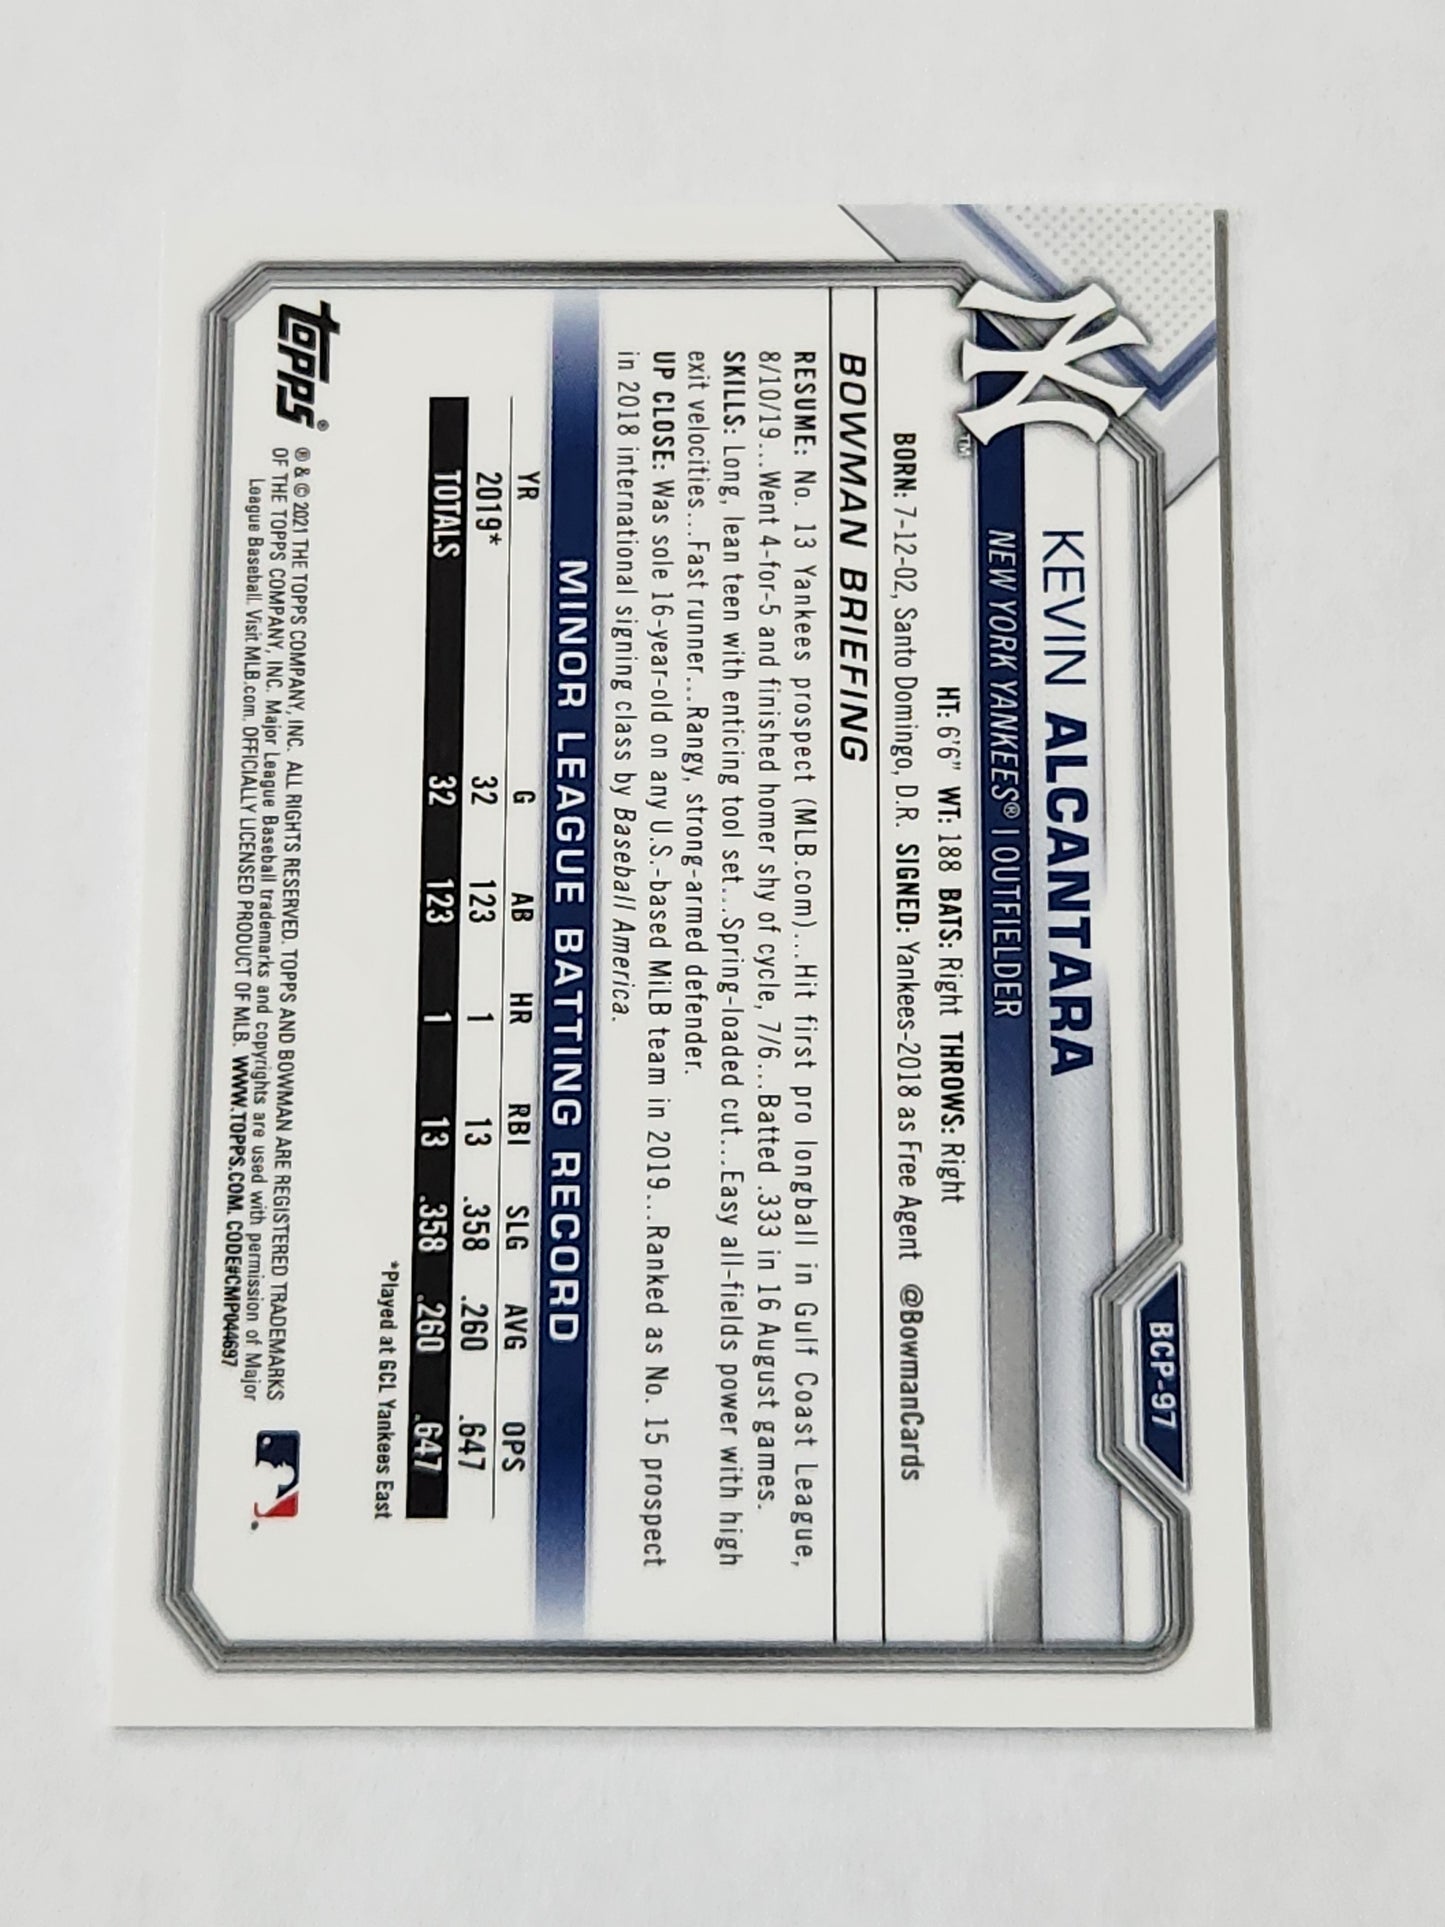 BCP-97
KEVIN ALCANTARA
NEW YORK YANKEES® | OUTFIELDER
NY™
HT: 6'6" WT: 188 BATS: Right THROWS: Right
BORN: 7-12-02, Santo Domingo, D.R. SIGNED: Yankees-2018 as Free Agent @BowmanCards
BOWMAN BRIEFING
RESUME: No. 13 Yankees prospect (MLB.com)...Hit first pro longball in Gulf Coast League,
8/10/19...Went 4-for-5 and finished homer shy of cycle, 7/6...Batted .333 in 16 August games.
SKILLS: Long, lean teen with enticing tool set...Spring-loaded cut...Easy all-fields power with high
exit velocities...Fast runner...Rangy, strong-armed defender.
UP CLOSE: Was sole 16-year-old on any U.S.-based MiLB team in 2019...Ranked as No. 15 prospect
in 2018 international signing class by Baseball America.
MINOR LEAGUE BATTING RECORD
YR G AB HR RBI SLG AVG OPS
2019* 32 123 1 13 .358 .260 .647
TOTALS 32 123 1 13 .358 .260 .647
*Played at GCL Yankees East
topps®
® & © 2021 THE TOPPS COMPANY, INC. ALL RIGHTS RESERVED. TOPPS AND BOWMAN ARE REGISTERED TRADEMARKS
OF THE TOPPS COMPANY, INC. Major League Baseball trademarks and copyrights are used with permission of Major
League Baseball. Visit MLB.com. OFFICIALLY LICENSED PRODUCT OF MLB. WWW.TOPPS.COM. CODE#CMP044697